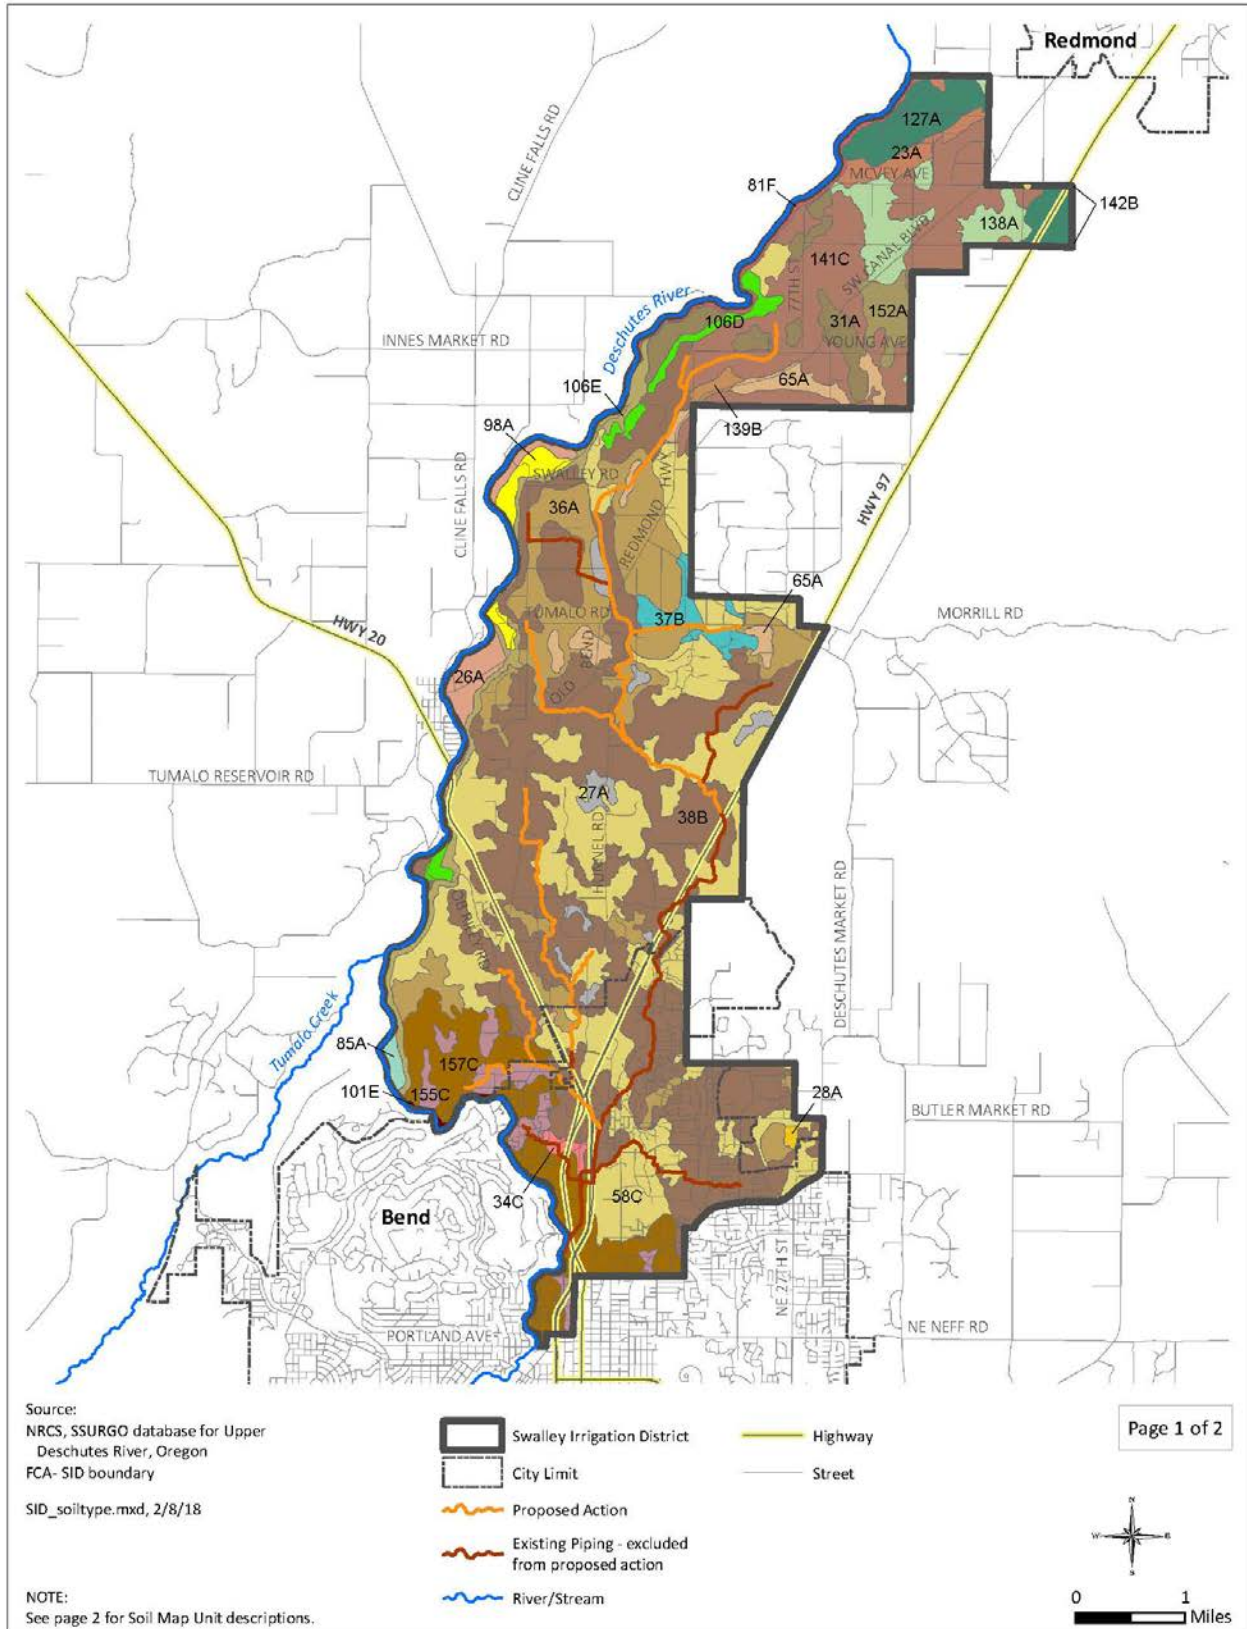 Redmond
127A
23A
MCVEY AVE
CLINE FALLS RD
81F
142B
138A
141C
SW CANAL BLVD
77TH ST
Deschutes River
106D
31A
152A
YOUNG AVE
INNES MARKET RD
65A
106E
139B
98A
SWALLEY RD
HWY
CLINE FALLS RD
36A
REDMOND
HWY 97
65A
TUMALO RD
37B
MORRILL RD
HWY 20
BEND
OLD
26A
TUMALO RESERVOIR RD
27A
38B
HUNNEL RD
DESCHUTES MARKET RD
OB RILEY RD
Tumalo Creek
85A
157C
101E
155C
28A
BUTLER MARKET RD
34C
58C
Bend
NE 27TH ST
PORTLAND AVE
NE NEFF RD
Source:
NRCS, SSURGO database for Upper
Deschutes River, Oregon
FCA- SID boundary
SID_soiltype.mxd, 2/8/18
NOTE:
See page 2 for Soil Map Unit descriptions.
Swalley Irrigation District
City Limit
Proposed Action
Existing Piping - excluded
from proposed action
River/Stream
Highway
Street
Page 1 of 2
N
W
E
S
0 1
Miles